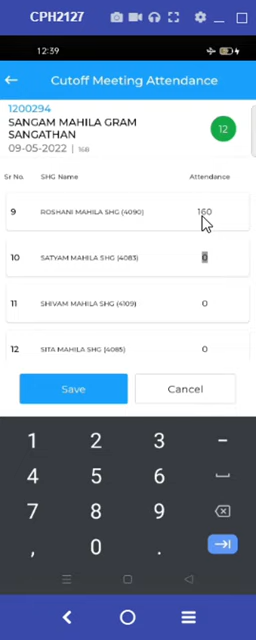 CPH2127
12:39
Cutoff Meeting Attendance
1200294
SANGAM MAHILA GRAM
SANGATHAN
12
09-05-2022 | 168
Sr No. SHG Name Attendance
9 ROSHANI MAHILA SHG (4090) 160
10 SATYAM MAHILA SHG (4083) 0
11 SHIVAM MAHILA SHG (4109) 0
12 SITA MAHILA SHG (4085) 0
Save Cancel
1 2 3 -
4 5 6
7 8 9
, 0 .